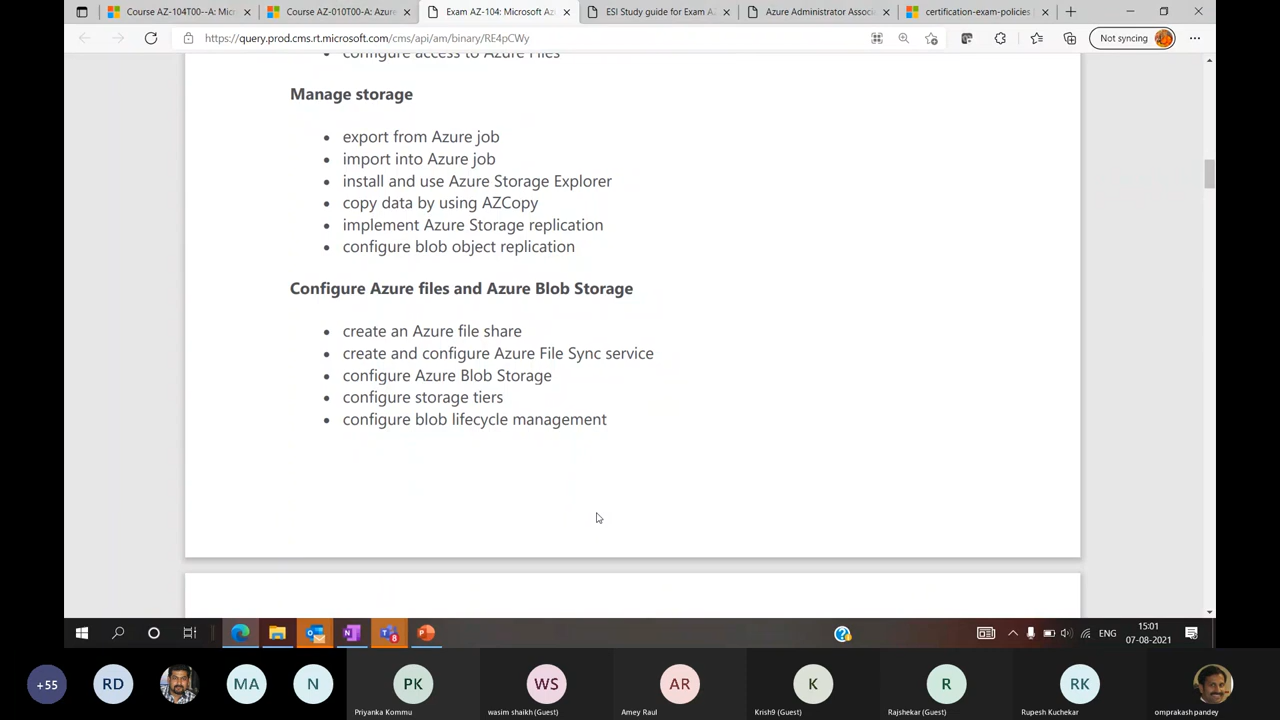 Course AZ-104T00--A: Mic
Course AZ-010T00-A: Azure
Exam AZ-104: Microsoft Az
ESI Study guide for Exam A
Azure Administrator Associ
certification-exam-policies
https://query.prod.cms.rt.microsoft.com/cms/api/am/binary/RE4pCWy
Not syncing
configure access to Azure Files
Manage storage
export from Azure job
import into Azure job
install and use Azure Storage Explorer
copy data by using AZCopy
implement Azure Storage replication
configure blob object replication
Configure Azure files and Azure Blob Storage
create an Azure file share
create and configure Azure File Sync service
configure Azure Blob Storage
configure storage tiers
configure blob lifecycle management
8
ENG
15:01
07-08-2021
+55
RD
MA
N
PK
Priyanka Kommu
WS
wasim shaikh (Guest)
AR
Amey Raul
K
Krish9 (Guest)
R
Rajshekar (Guest)
RK
Rupesh Kuchekar
omprakash pandey